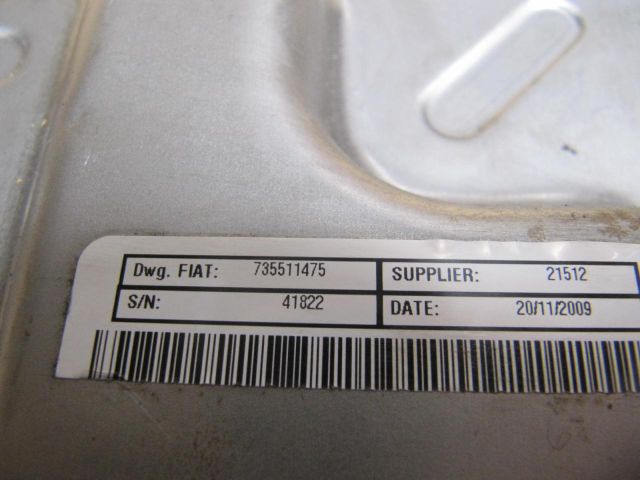 Dwg. FIAT: 735511475 SUPPLIER: 21512
S/N: 41822 DATE: 20/11/2009